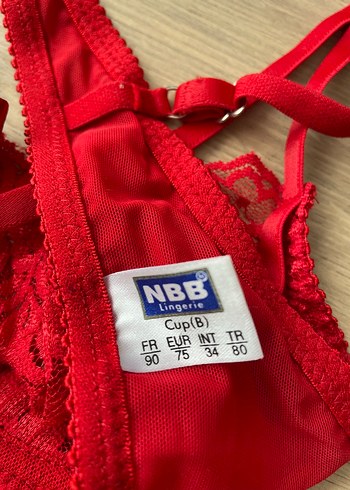 NBB
Lingerie
Cup(B)
FR EUR INT TR
90 75 34 80